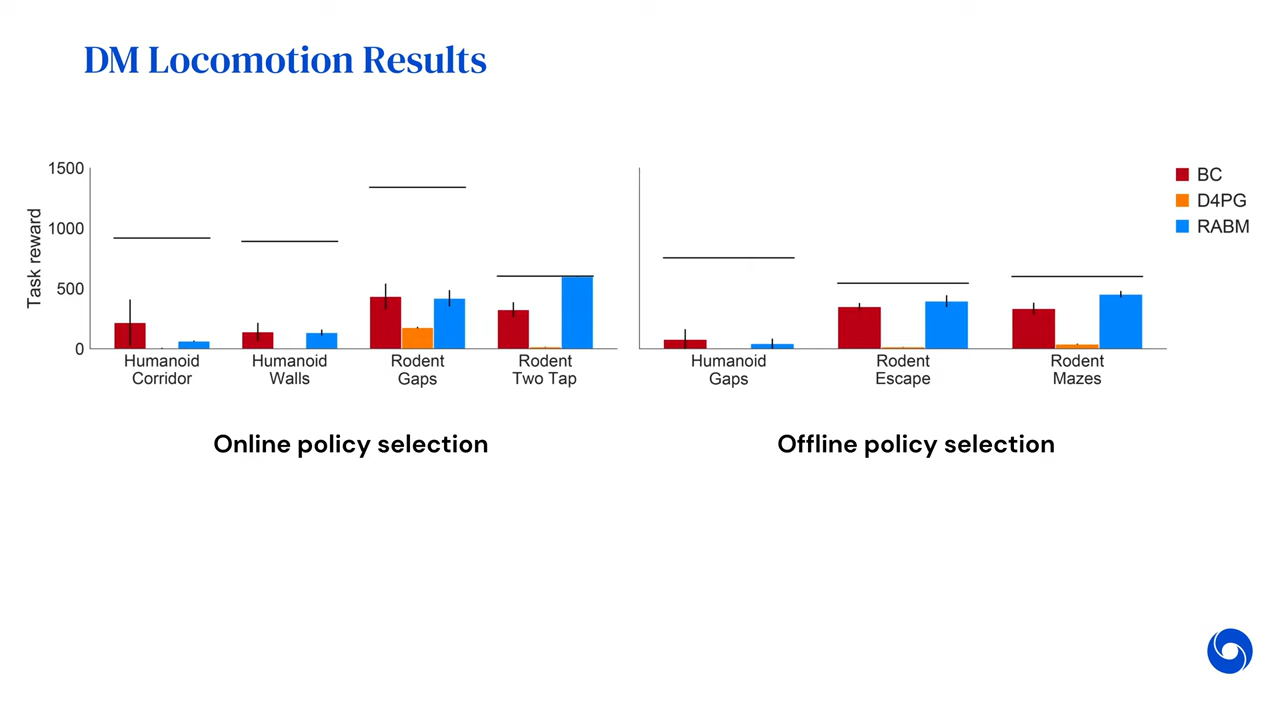 DM Locomotion Results
Task reward
1500
1000
500
0
Humanoid
Corridor
Humanoid
Walls
Rodent
Gaps
Rodent
Two Tap
Humanoid
Gaps
Rodent
Escape
Rodent
Mazes
BC
D4PG
RABM
Online policy selection
Offline policy selection